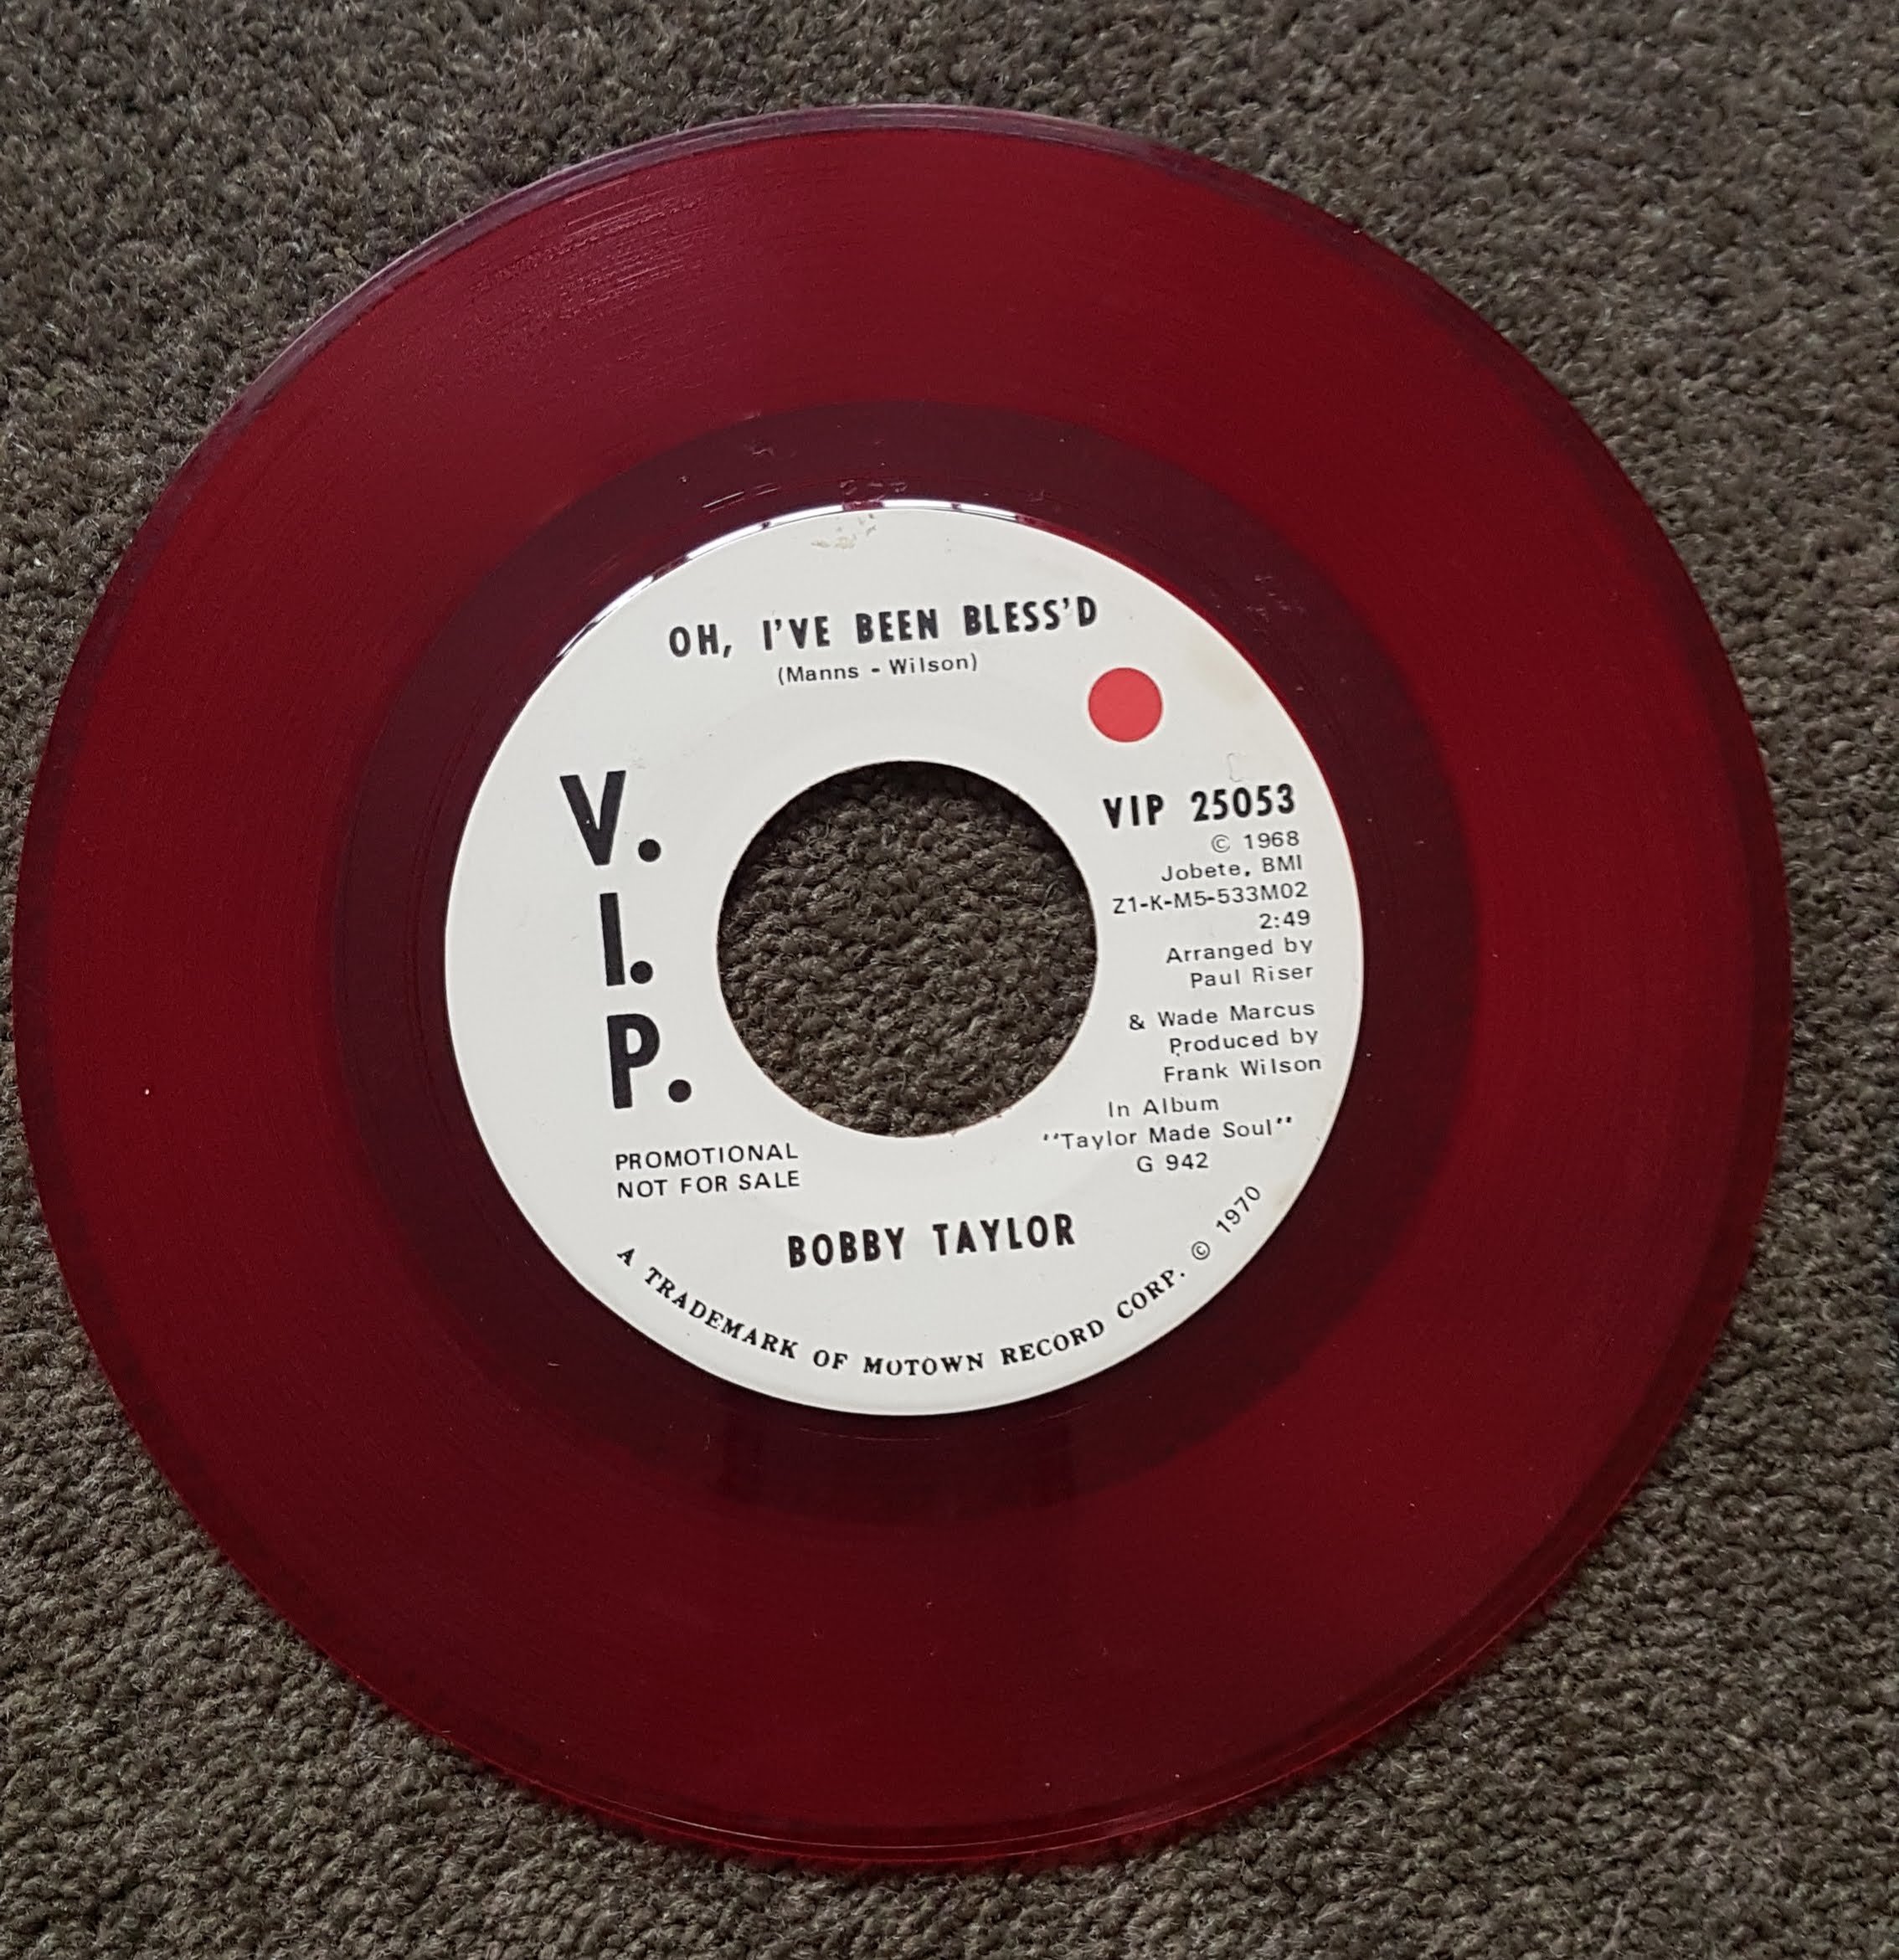 OH, I'VE BEEN BLESS'D
(Manns - Wilson)
V.
I.
P.
VIP 25053
© 1968
Jobete, BMI
Z1-K-M5-533M02
2:49
Arranged by
Paul Riser
& Wade Marcus
Produced by
Frank Wilson
In Album
"Taylor Made Soul"
G 942
PROMOTIONAL
NOT FOR SALE
BOBBY TAYLOR
A TRADEMARK OF MOTOWN RECORD CORP. © 1970